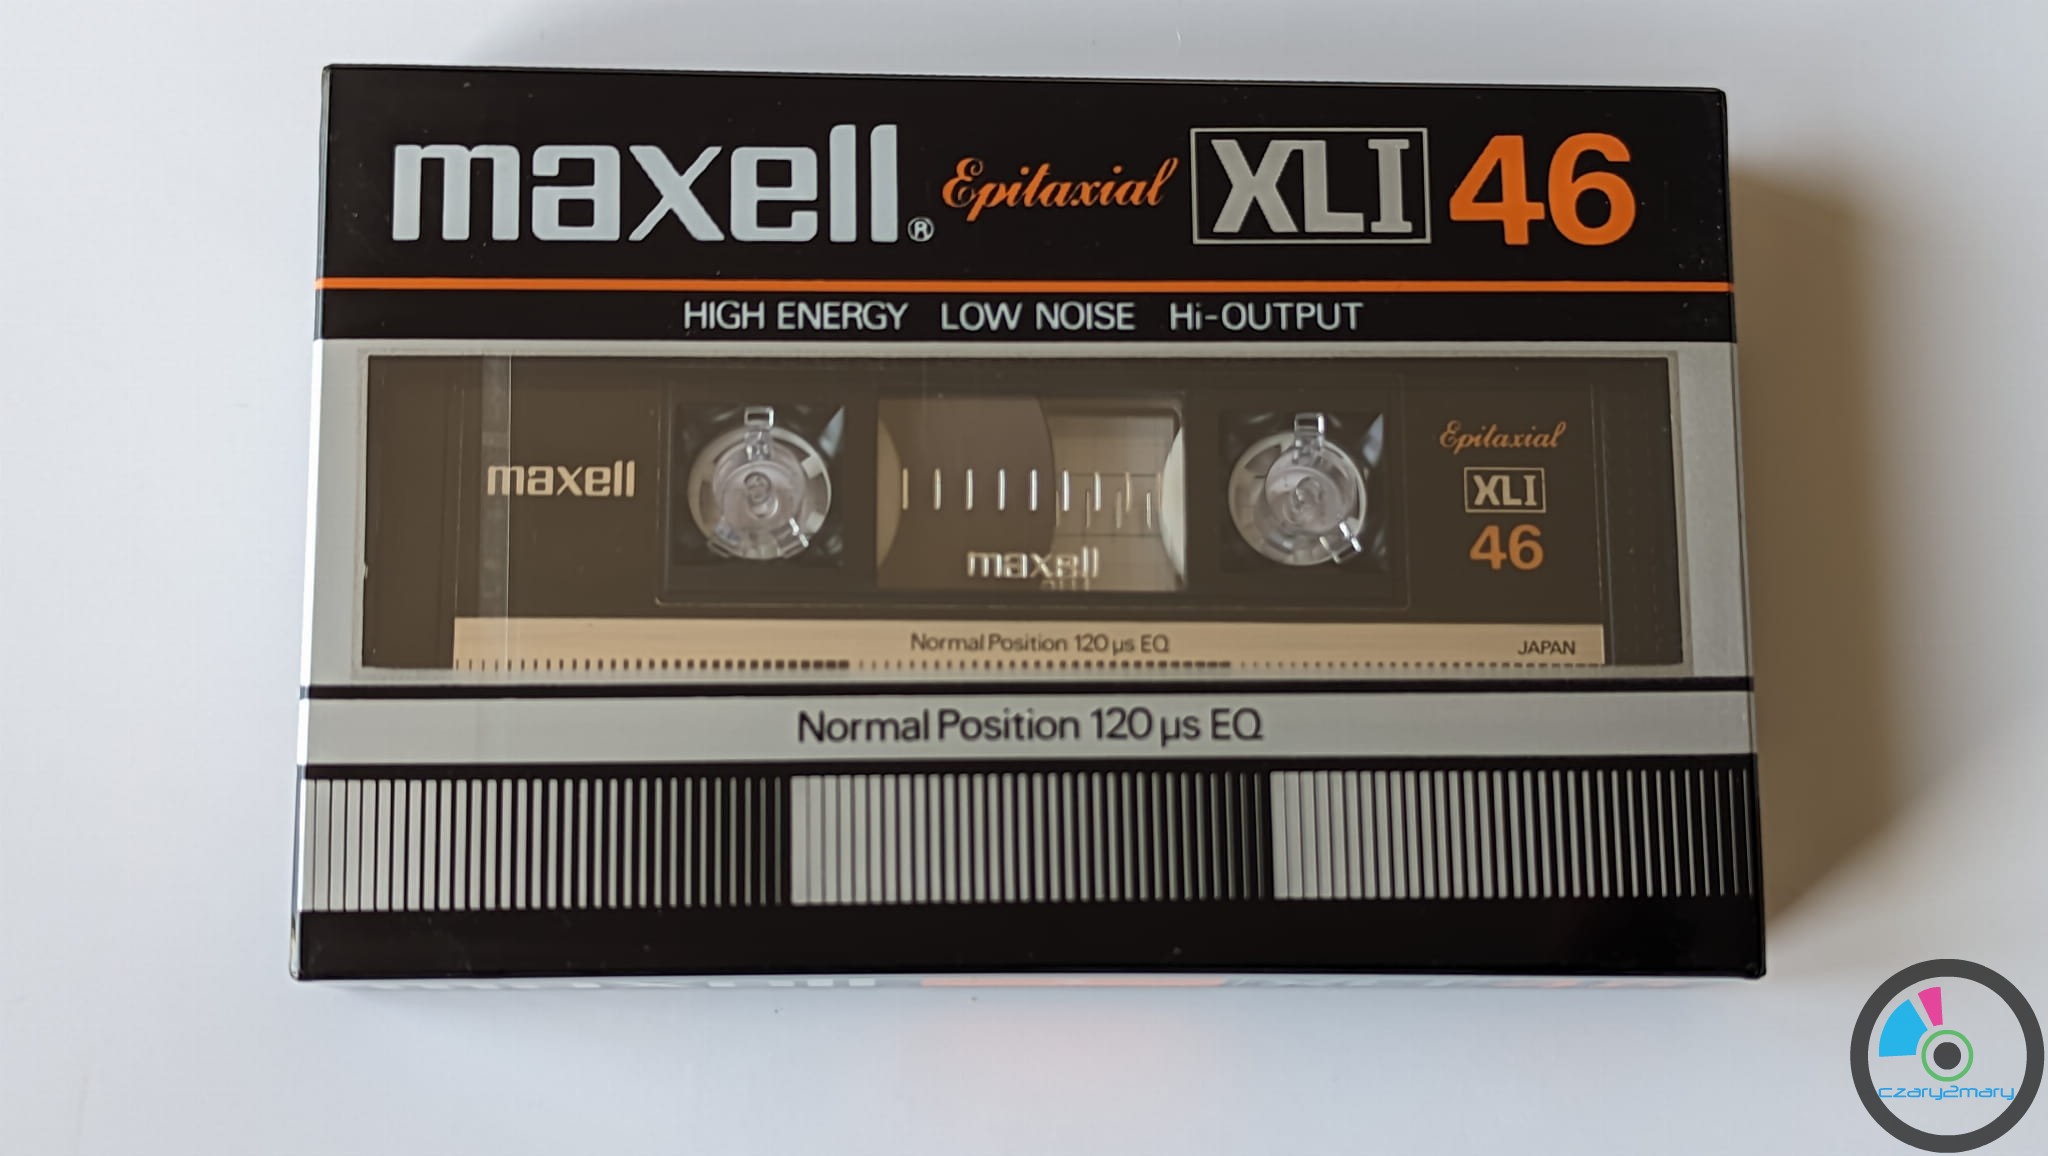 maxell® Epitaxial XLI 46
HIGH ENERGY LOW NOISE Hi-OUTPUT
maxell
maxell
Epitaxial
XLI
46
Normal Position 120 µs EQ
JAPAN
Normal Position 120 µs EQ
czary2mary